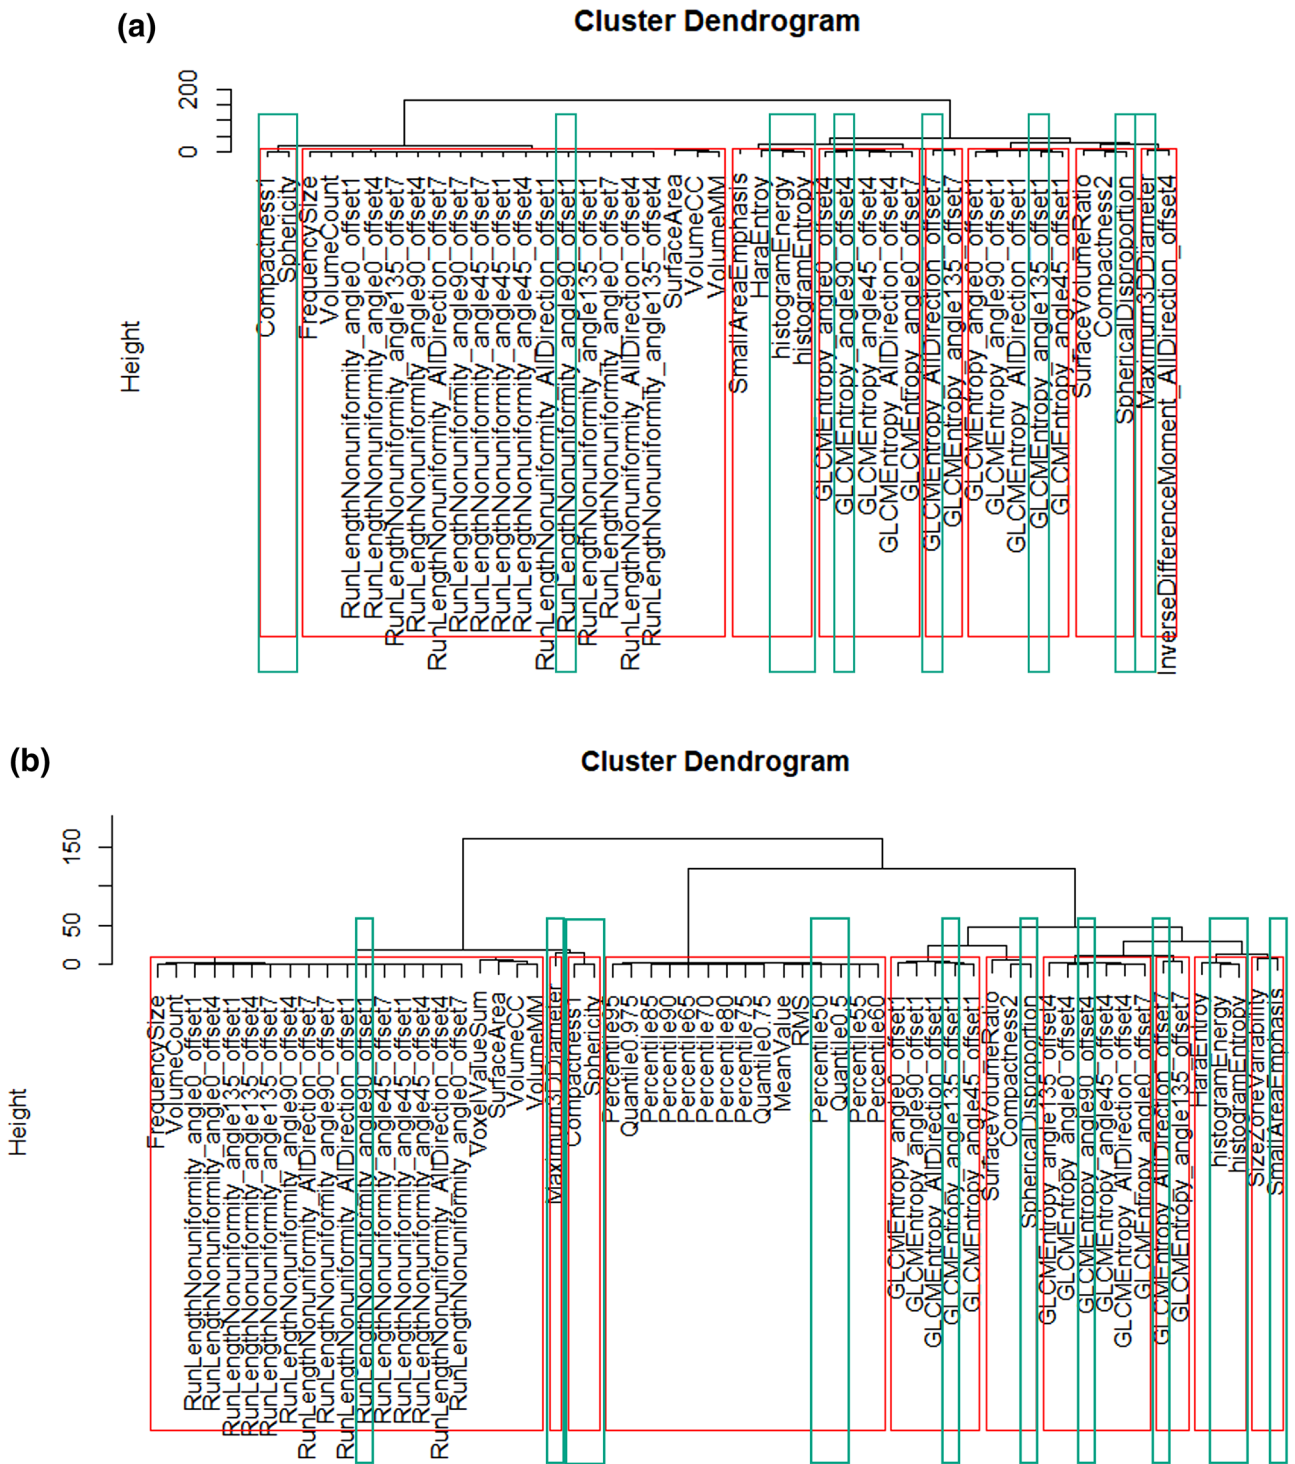 (a)
Cluster Dendrogram
200
0
Height
Compactness1
Sphericity
FrequencySize
VolumeCount
RunLengthNonuniformity_angle0_offset1
RunLengthNonuniformity_angle0_offset4
RunLengthNonuniformity_angle135_offset7
RunLengthNonuniformity_angle90_offset4
RunLengthNonuniformity_AllDirection_offset7
RunLengthNonuniformity_angle90_offset7
RunLengthNonuniformity_angle45_offset7
RunLengthNonuniformity_angle45_offset1
RunLengthNonuniformity_angle45_offset4
RunLengthNonuniformity_AllDirection_offset1
RunLengthNonuniformity_angle90_offset1
RunLengthNonuniformity_angle135_offset1
RunLengthNonuniformity_angle0_offset7
RunLengthNonuniformity_AllDirection_offset4
RunLengthNonuniformity_angle135_offset4
SurfaceArea
VolumeCC
VolumeMM
SmallAreaEmphasis
HaraEntroy
histogramEnergy
histogramEntropy
GLCMEntropy_angle0_offset4
GLCMEntropy_angle90_offset4
GLCMEntropy_angle45_offset4
GLCMEntropy_AllDirection_offset4
GLCMEntropy_angle0_offset7
GLCMEntropy_AllDirection_offset7
GLCMEntropy_angle135_offset7
GLCMEntropy_angle0_offset1
GLCMEntropy_angle90_offset1
GLCMEntropy_AllDirection_offset1
GLCMEntropy_angle135_offset1
GLCMEntropy_angle45_offset1
SurfaceVolumeRatio
Compactness2
SphericalDisproportion
Maximum3DDiameter
InverseDifferenceMoment_AllDirection_offset4
(b)
Cluster Dendrogram
150
50
0
Height
FrequencySize
VolumeCount
RunLengthNonuniformity_angle0_offset1
RunLengthNonuniformity_angle0_offset4
RunLengthNonuniformity_angle135_offset1
RunLengthNonuniformity_angle135_offset4
RunLengthNonuniformity_angle135_offset7
RunLengthNonuniformity_angle90_offset4
RunLengthNonuniformity_AllDirection_offset7
RunLengthNonuniformity_angle90_offset7
RunLengthNonuniformity_AllDirection_offset1
RunLengthNonuniformity_angle90_offset1
RunLengthNonuniformity_angle45_offset7
RunLengthNonuniformity_angle45_offset1
RunLengthNonuniformity_angle45_offset4
RunLengthNonuniformity_AllDirection_offset4
RunLengthNonuniformity_angle0_offset7
VoxelValueSum
SurfaceArea
VolumeCC
VolumeMM
Maximum3DDiameter
Compactness1
Sphericity
Percentile95
Quantile0.975
Percentile85
Percentile90
Percentile65
Percentile70
Percentile80
Percentile75
Quantile0.75
MeanValue
RMS
Percentile50
Quantile0.5
Percentile55
Percentile60
GLCMEntropy_angle0_offset1
GLCMEntropy_angle90_offset1
GLCMEntropy_AllDirection_offset1
GLCMEntropy_angle135_offset1
GLCMEntropy_angle45_offset1
SurfaceVolumeRatio
Compactness2
SphericalDisproportion
GLCMEntropy_angle135_offset4
GLCMEntropy_angle0_offset4
GLCMEntropy_angle90_offset4
GLCMEntropy_angle45_offset4
GLCMEntropy_AllDirection_offset4
GLCMEntropy_angle0_offset7
GLCMEntropy_AllDirection_offset7
GLCMEntropy_angle135_offset7
HaraEntroy
histogramEnergy
histogramEntropy
SizeZoneVariability
SmallAreaEmphasis